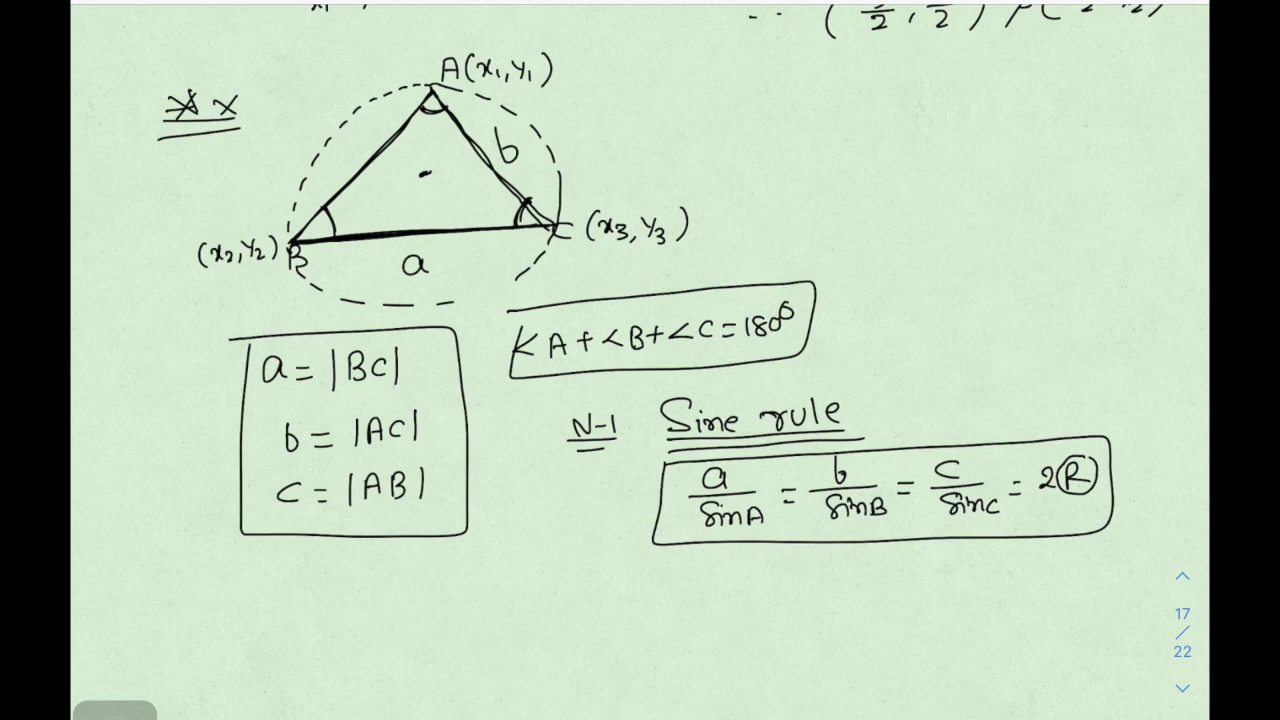 A(x₁,y₁)
b
(x₂,y₂) B
C (x₃,y₃)
a
∠A+∠B+∠C=180°
a = |BC|
b = |AC|
c = |AB|
N-1 Sine rule
a/sinA = b/sinB = c/sinC = 2R
17
/
22